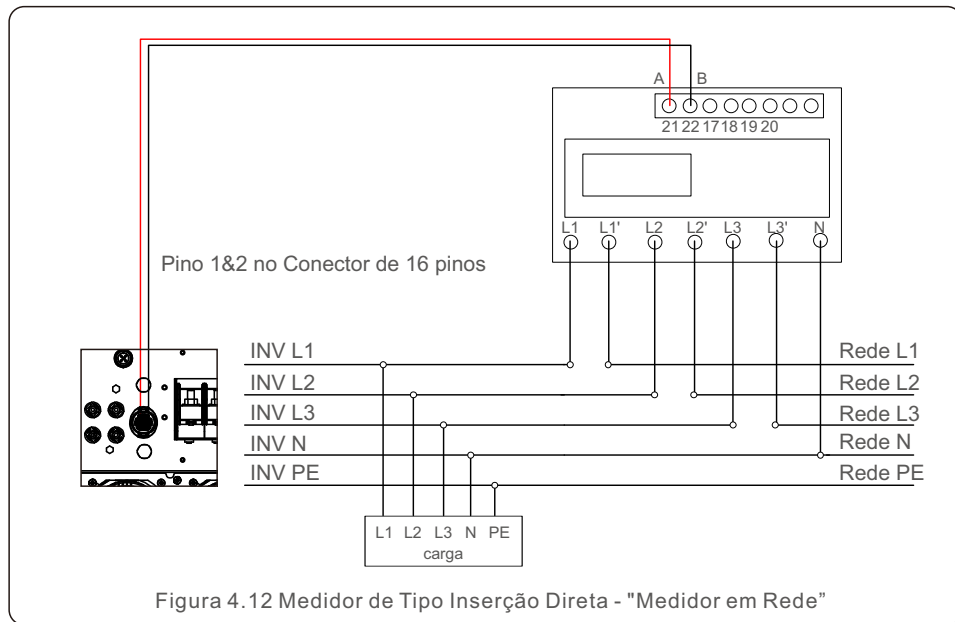 A B
21 22 17 18 19 20
L1 L1' L2 L2' L3 L3' N
Pino 1&2 no Conector de 16 pinos
INV L1 Rede L1
INV L2 Rede L2
INV L3 Rede L3
INV N Rede N
INV PE Rede PE
L1 L2 L3 N PE
carga
Figura 4.12 Medidor de Tipo Inserção Direta - "Medidor em Rede”